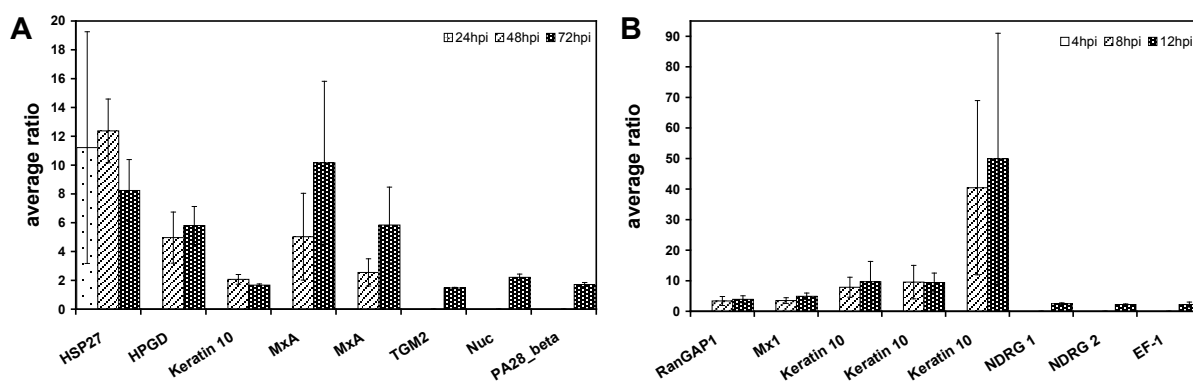 A
24hpi 48hpi 72hpi
average ratio
20
18
16
14
12
10
8
6
4
2
0
HSP27
HPGD
Keratin 10
MxA
MxA
TGM2
Nuc
PA28_beta
B
4hpi 8hpi 12hpi
average ratio
90
80
70
60
50
40
30
20
10
0
RanGAP1
Mx1
Keratin 10
Keratin 10
Keratin 10
NDRG 1
NDRG 2
EF-1